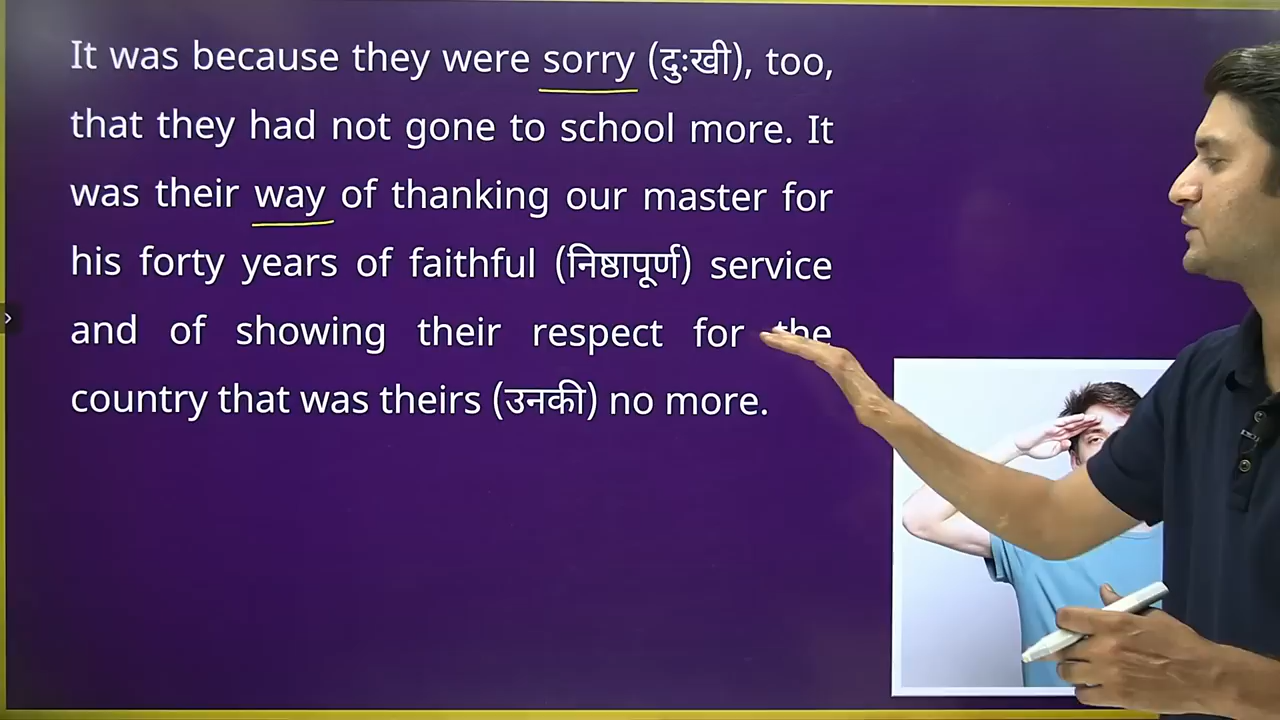 It was because they were sorry (दुःखी), too,
that they had not gone to school more. It
was their way of thanking our master for
his forty years of faithful (निष्ठापूर्ण) service
and of showing their respect for the
country that was theirs (उनकी) no more.